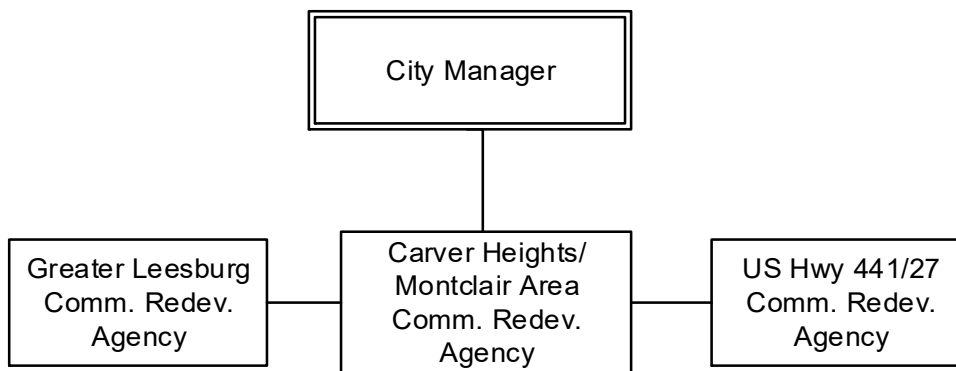 City Manager
Greater Leesburg
Comm. Redev.
Agency
Carver Heights/
Montclair Area
Comm. Redev.
Agency
US Hwy 441/27
Comm. Redev.
Agency